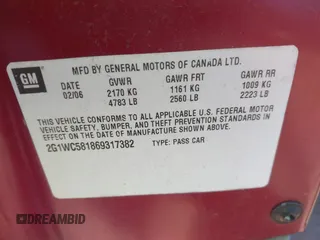 GM
MFD BY GENERAL MOTORS OF CANADA LTD.
DATE GVWR GAWR FRT GAWR RR
02/06 2170 KG 1161 KG 1009 KG
4783 LB 2560 LB 2223 LB
THIS VEHICLE CONFORMS TO ALL APPLICABLE U.S. FEDERAL MOTOR
VEHICLE SAFETY, BUMPER, AND THEFT PREVENTION STANDARDS IN
EFFECT ON THE DATE OF MANUFACTURE SHOWN ABOVE.
2G1WC581869317382 TYPE: PASS CAR
STAT.VIN